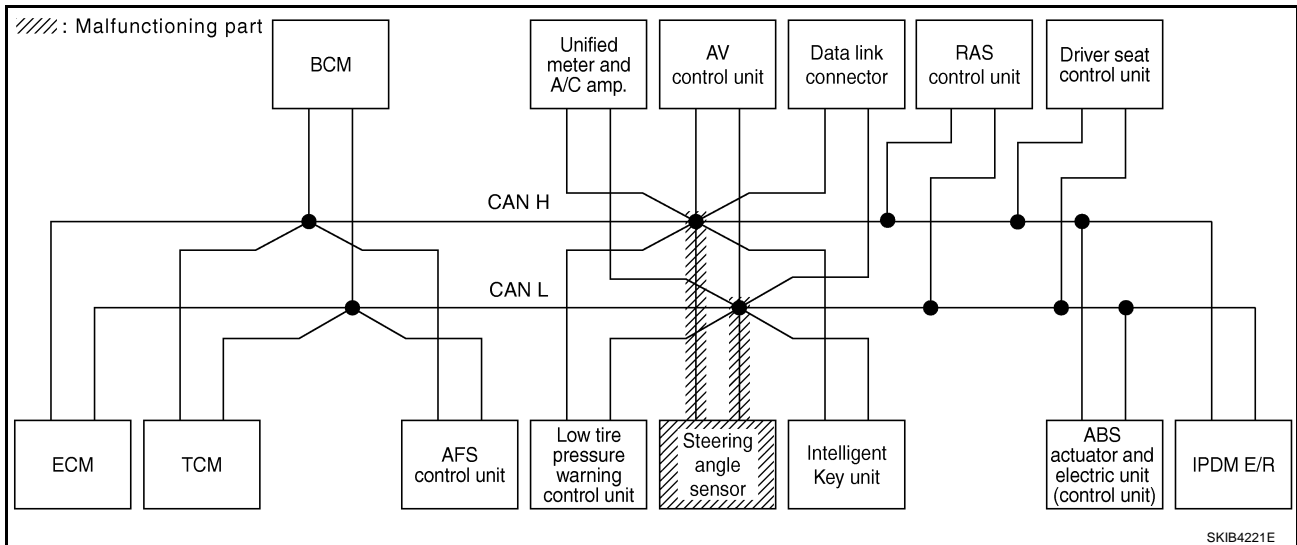 : Malfunctioning part
BCM
Unified
meter and
A/C amp.
AV
control unit
Data link
connector
RAS
control unit
Driver seat
control unit
CAN H
CAN L
ECM
TCM
AFS
control unit
Low tire
pressure
warning
control unit
Steering
angle
sensor
Intelligent
Key unit
ABS
actuator and
electric unit
(control unit)
IPDM E/R
SKIB4221E